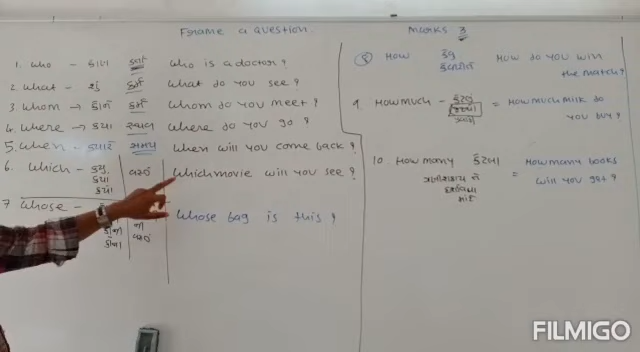 Frame a question. Marks 3
1. Who - કોણ કર્તા Who is a doctor?
2. What - શું કર્મ What do you see?
3 Whom → કોને કર્મ Whom do you meet?
4. Where → ક્યાં સ્થળ Where do you go?
5. When - ક્યારે સમય When will you come back?
6. Which - કયું, કયા કયો Which movie will you see?
7 Whose - Whose bag is this?
8 How કેવું How do you win the match?
9. How much - કેટલું = How much milk do you buy?
10. How many કેટલા = How many books will you get?
FILMIGO